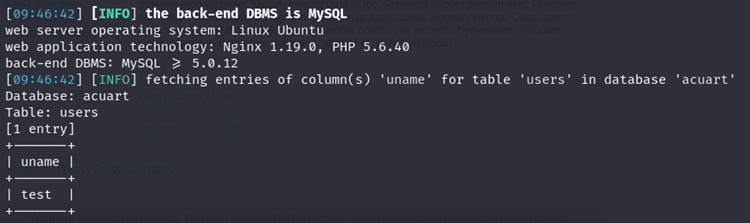 [09:46:42] [INFO] the back-end DBMS is MySQL
web server operating system: Linux Ubuntu
web application technology: Nginx 1.19.0, PHP 5.6.40
back-end DBMS: MySQL ≥ 5.0.12
[09:46:42] [INFO] fetching entries of column(s) 'uname' for table 'users' in database 'acuart'
Database: acuart
Table: users
[1 entry]
+-------+
| uname |
+-------+
| test  |
+-------+